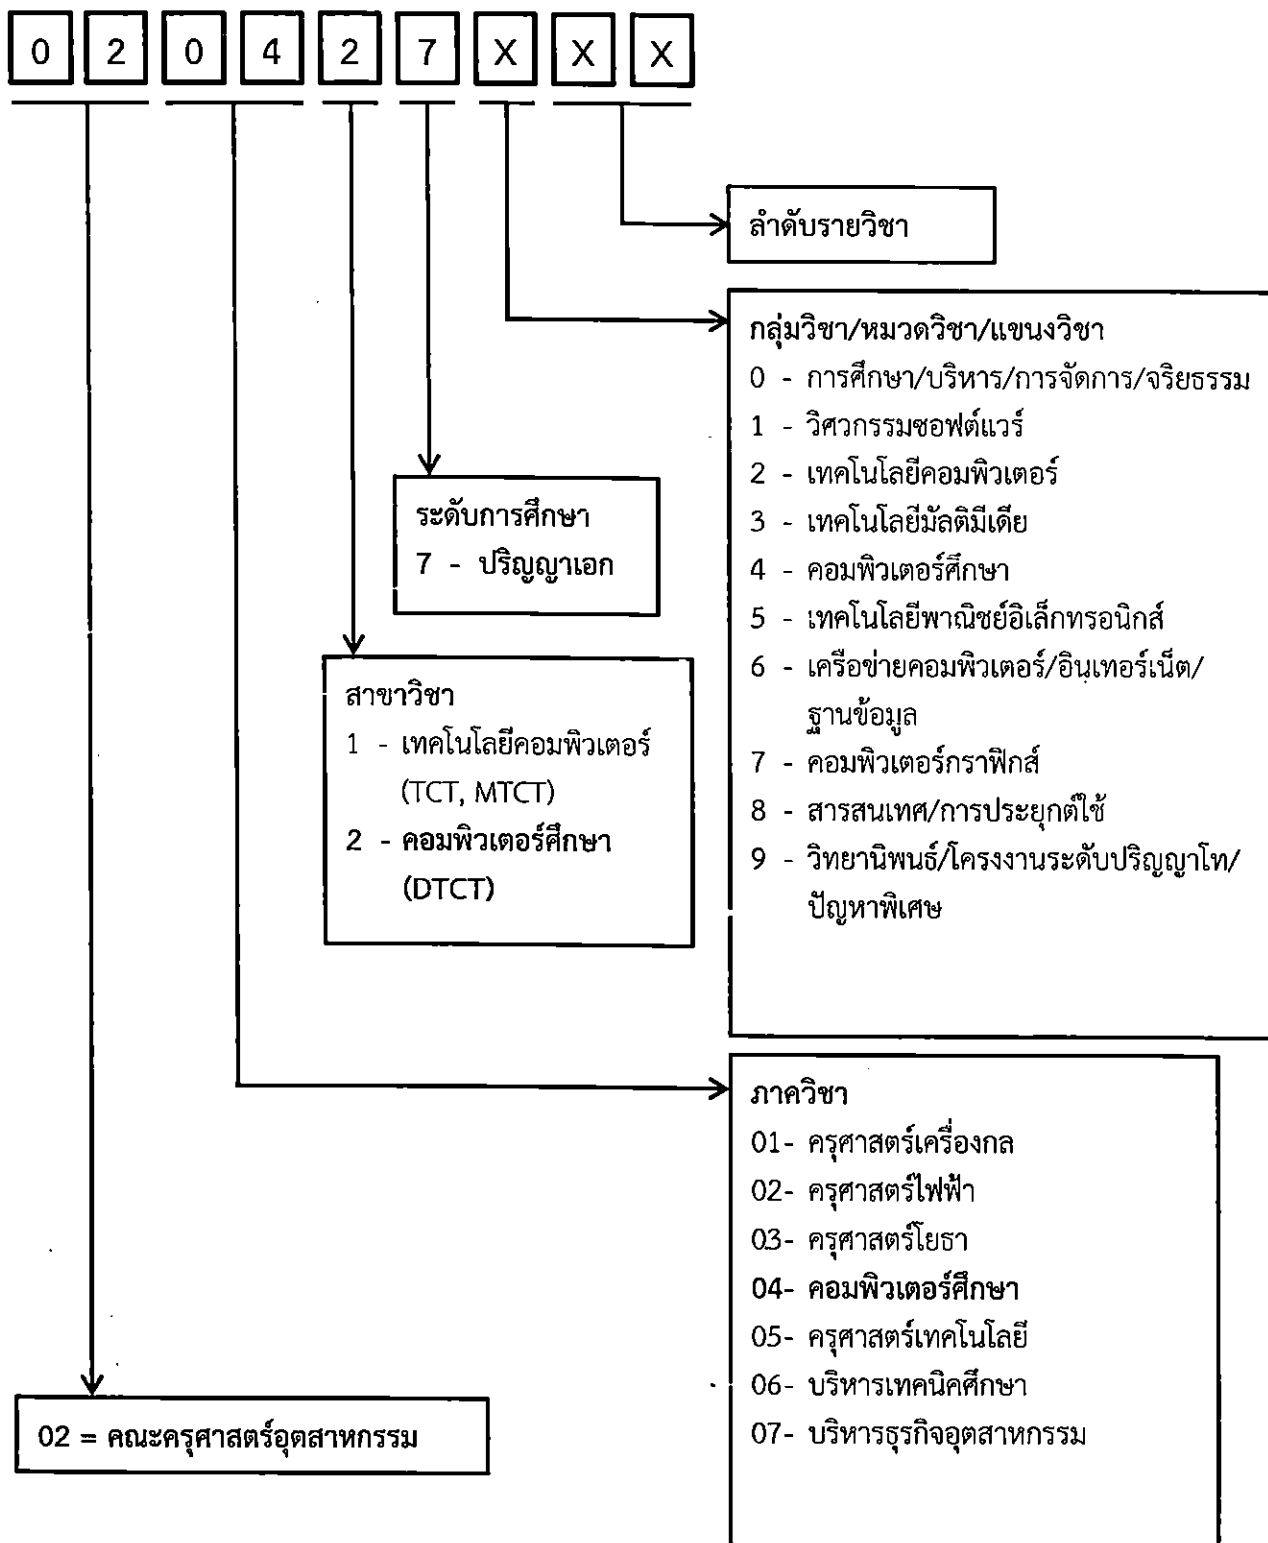 0 2 0 4 2 7 X X X
ลำดับรายวิชา
กลุ่มวิชา/หมวดวิชา/แขนงวิชา
0 - การศึกษา/บริหาร/การจัดการ/จริยธรรม
1 - วิศวกรรมซอฟต์แวร์
2 - เทคโนโลยีคอมพิวเตอร์
3 - เทคโนโลยีมัลติมีเดีย
4 - คอมพิวเตอร์ศึกษา
5 - เทคโนโลยีพาณิชย์อิเล็กทรอนิกส์
6 - เครือข่ายคอมพิวเตอร์/อินเทอร์เน็ต/
ฐานข้อมูล
7 - คอมพิวเตอร์กราฟิกส์
8 - สารสนเทศ/การประยุกต์ใช้
9 - วิทยานิพนธ์/โครงงานระดับปริญญาโท/
ปัญหาพิเศษ
ระดับการศึกษา
7 - ปริญญาเอก
สาขาวิชา
1 - เทคโนโลยีคอมพิวเตอร์
(TCT, MTCT)
2 - คอมพิวเตอร์ศึกษา
(DTCT)
ภาควิชา
01- ครุศาสตร์เครื่องกล
02- ครุศาสตร์ไฟฟ้า
03- ครุศาสตร์โยธา
04- คอมพิวเตอร์ศึกษา
05- ครุศาสตร์เทคโนโลยี
06- บริหารเทคนิคศึกษา
07- บริหารธุรกิจอุตสาหกรรม
02 = คณะครุศาสตร์อุตสาหกรรม